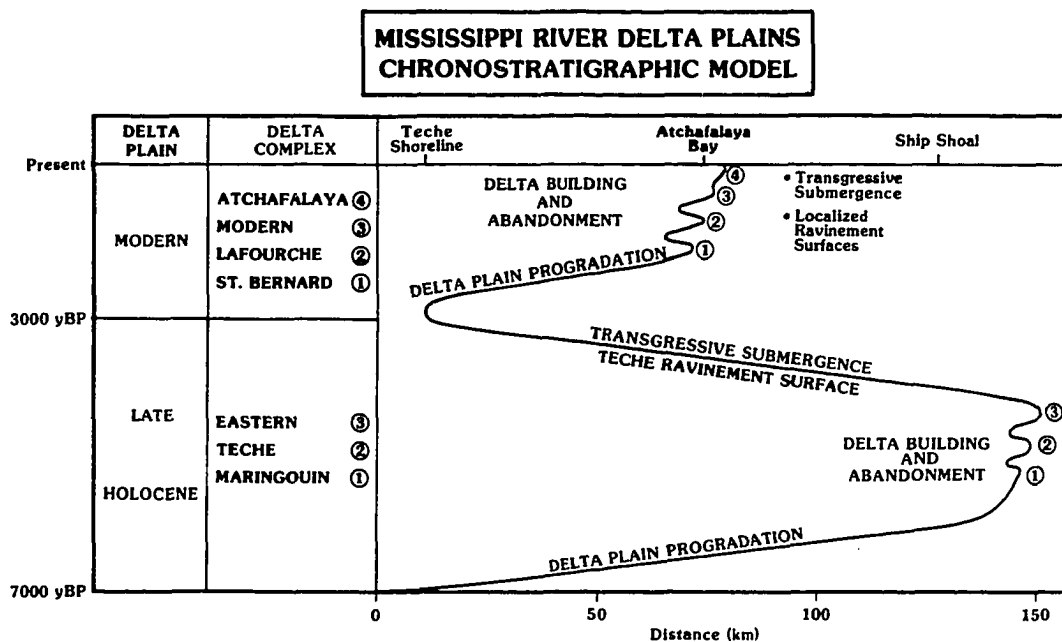 MISSISSIPPI RIVER DELTA PLAINS
CHRONOSTRATIGRAPHIC MODEL
DELTA
PLAIN
DELTA
COMPLEX
Teche
Shoreline
Atchafalaya
Bay
Ship Shoal
Present
MODERN
ATCHAFALAYA ④
MODERN ③
LAFOURCHE ②
ST. BERNARD ①
DELTA BUILDING
AND
ABANDONMENT
④
③
②
①
• Transgressive
Submergence
• Localized
Ravinement
Surfaces
DELTA PLAIN PROGRADATION
3000 yBP
TRANSGRESSIVE SUBMERGENCE
TECHE RAVINEMENT SURFACE
LATE
HOLOCENE
EASTERN ③
TECHE ②
MARINGOUIN ①
DELTA BUILDING
AND
ABANDONMENT
③
②
①
DELTA PLAIN PROGRADATION
7000 yBP
0 50 100 150
Distance (km)